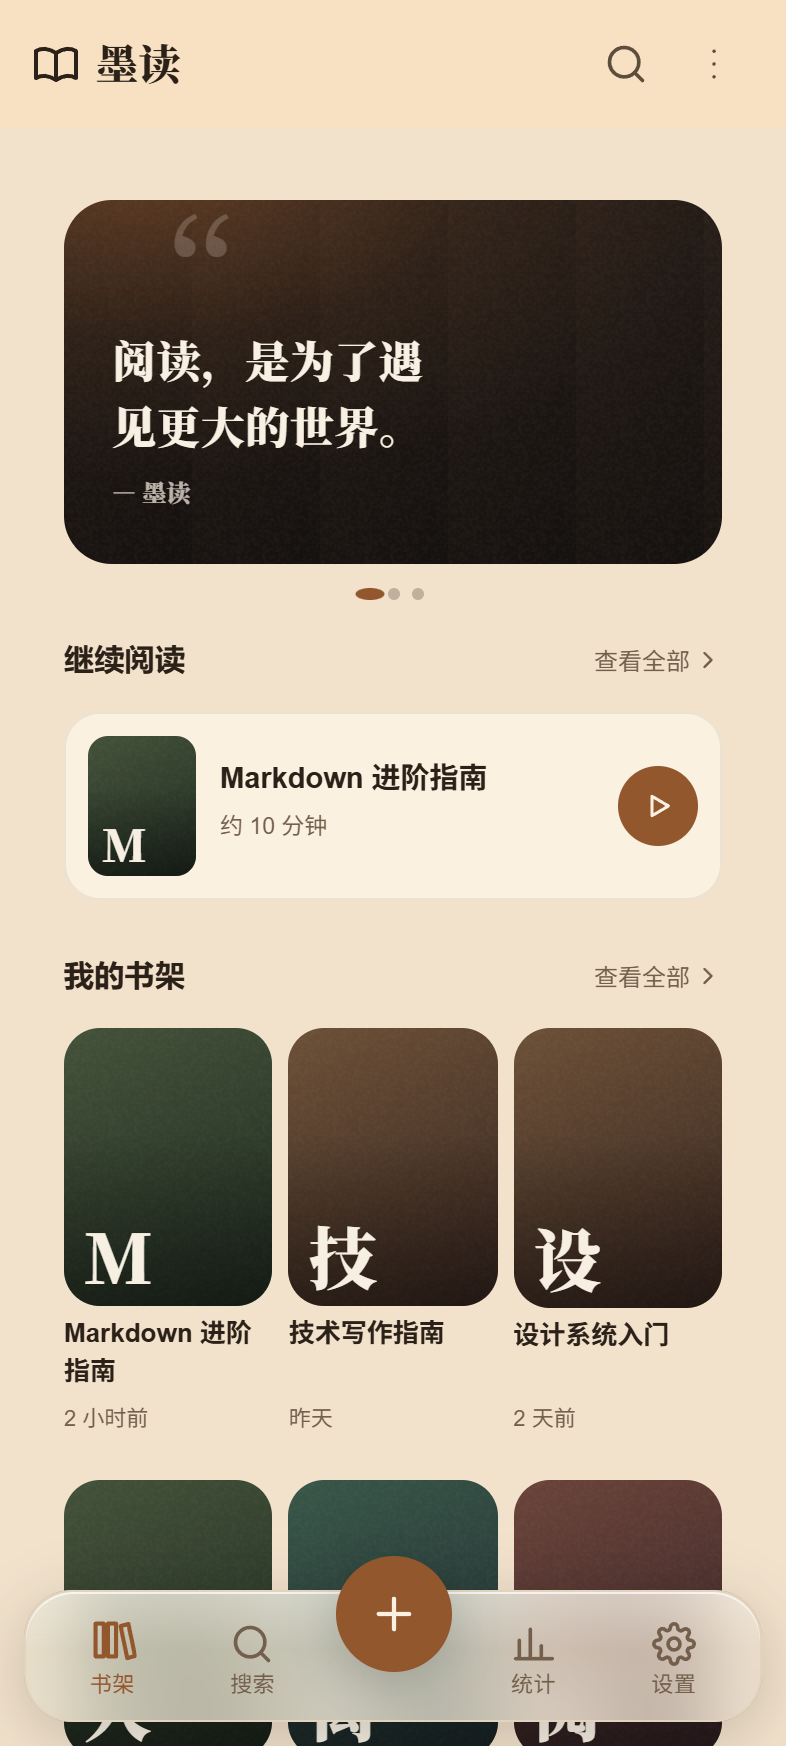 墨读
“
阅读，是为了遇
见更大的世界。
— 墨读
继续阅读
查看全部
M
Markdown 进阶指南
约 10 分钟
我的书架
查看全部
M
技
设
Markdown 进阶
指南
技术写作指南
设计系统入门
2 小时前
昨天
2 天前
书架
搜索
统计
设置